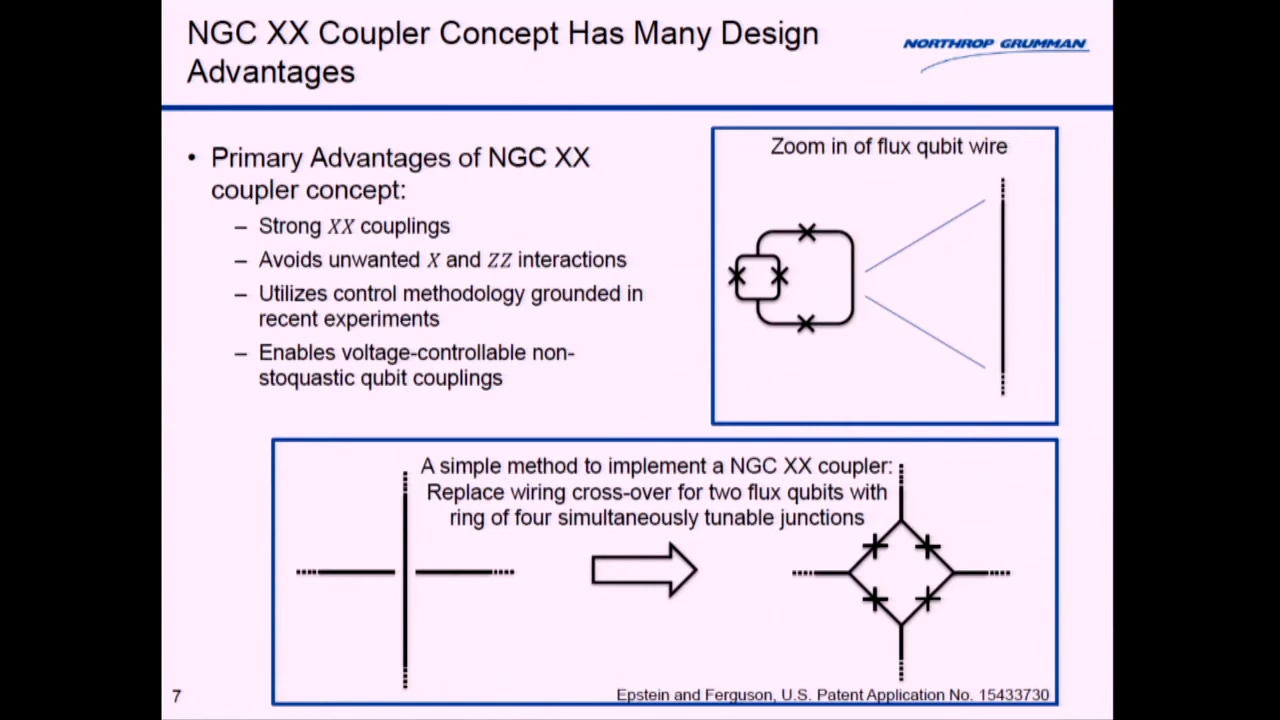 NGC XX Coupler Concept Has Many Design
Advantages
NORTHROP GRUMMAN
• Primary Advantages of NGC XX
coupler concept:
– Strong XX couplings
– Avoids unwanted X and ZZ interactions
– Utilizes control methodology grounded in
recent experiments
– Enables voltage-controllable non-
stoquastic qubit couplings
Zoom in of flux qubit wire
A simple method to implement a NGC XX coupler:
Replace wiring cross-over for two flux qubits with
ring of four simultaneously tunable junctions
7
Epstein and Ferguson, U.S. Patent Application No. 15433730